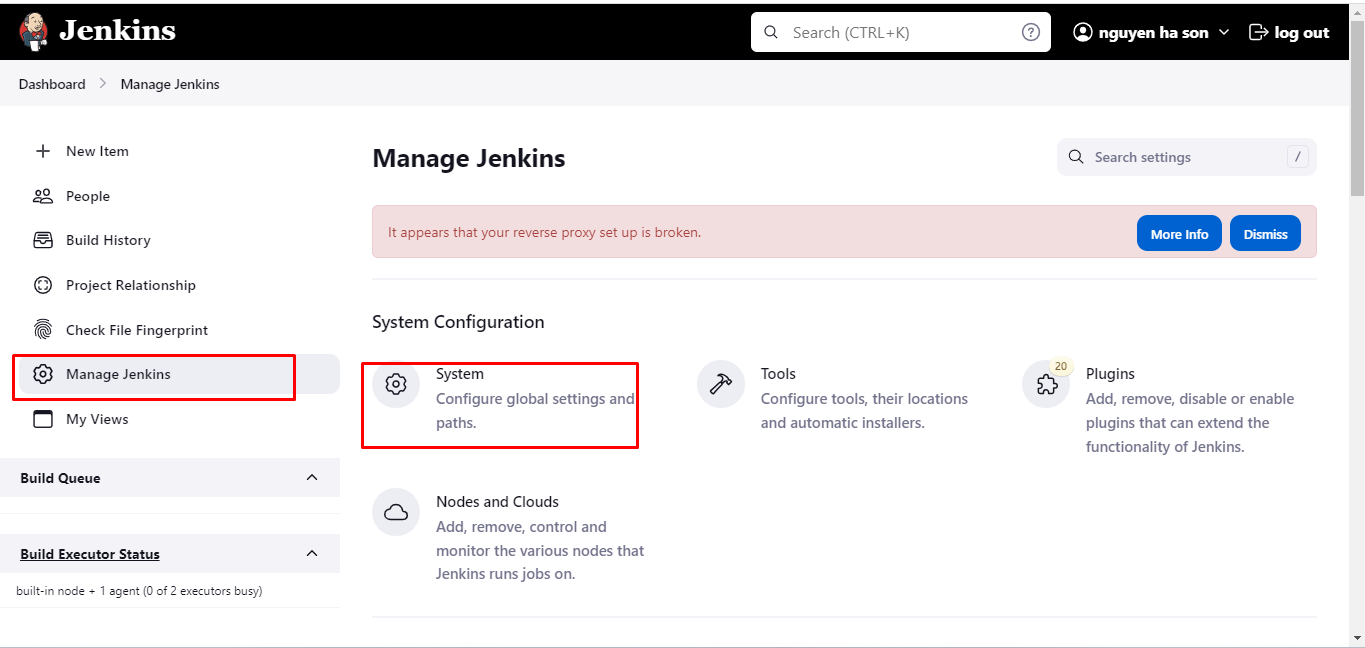 Jenkins
Search (CTRL+K)
?
nguyen ha son
log out
Dashboard
Manage Jenkins
New Item
People
Build History
Project Relationship
Check File Fingerprint
Manage Jenkins
My Views
Build Queue
Build Executor Status
built-in node + 1 agent (0 of 2 executors busy)
Manage Jenkins
Search settings
/
It appears that your reverse proxy set up is broken.
More Info
Dismiss
System Configuration
System
Configure global settings and
paths.
Tools
Configure tools, their locations
and automatic installers.
20
Plugins
Add, remove, disable or enable
plugins that can extend the
functionality of Jenkins.
Nodes and Clouds
Add, remove, control and
monitor the various nodes that
Jenkins runs jobs on.